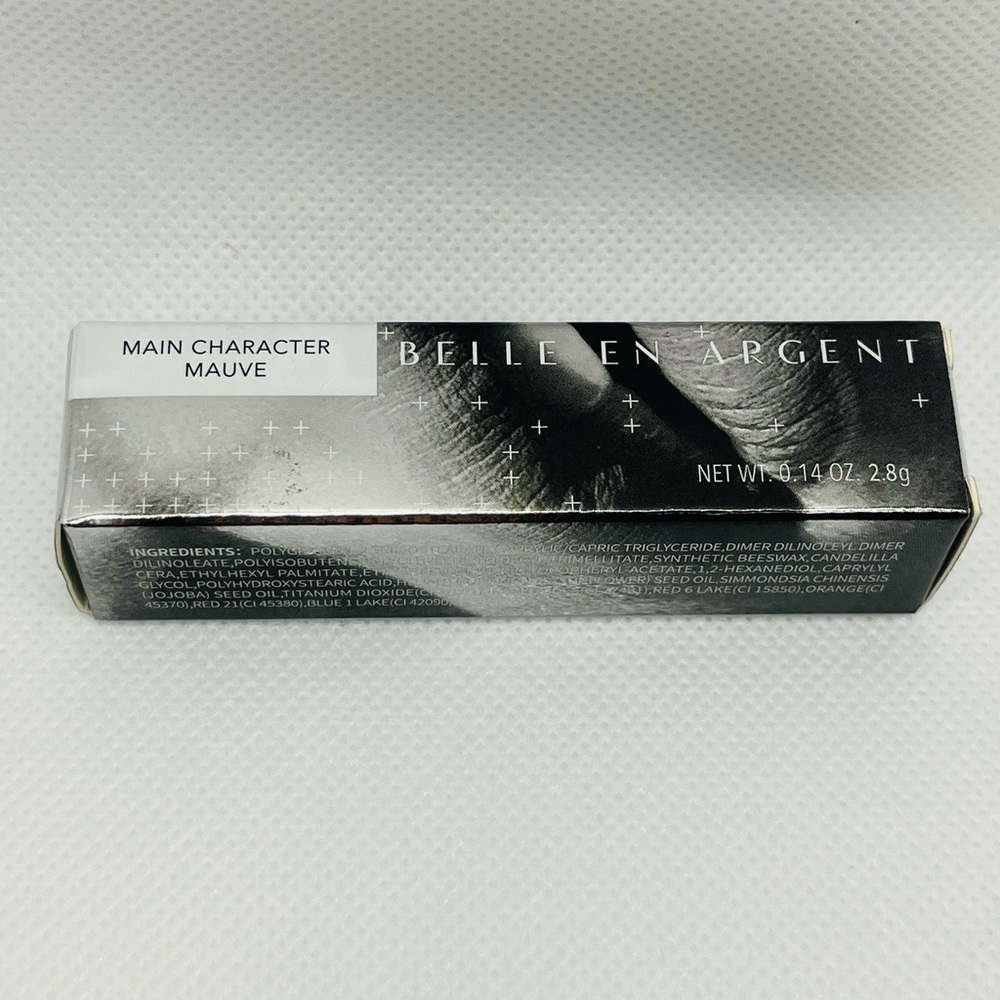 MAIN CHARACTER
MAUVE
BELLE EN ARGENT
NET WT. 0.14 OZ. 2.8g
INGREDIENTS: TRIGLYCERIDE,DIMER DILINOLEYL DIMER
DILINOLEATE,POLYISOBUTENE SYNTHETIC BEESWAX,CANDELILLA
CERA,ETHYLHEXYL PALMITATE, ACETATE,1,2-HEXANEDIOL,CAPRYLYL
GLYCOL,POLYHYDROXYSTEARIC ACID, SEED OIL,SIMMONDSIA CHINENSIS
(JOJOBA) SEED OIL,TITANIUM DIOXIDE(CI RED 6 LAKE(CI 15850),ORANGE(CI
45370),RED 21(CI 45380),BLUE 1 LAKE(CI 42090)